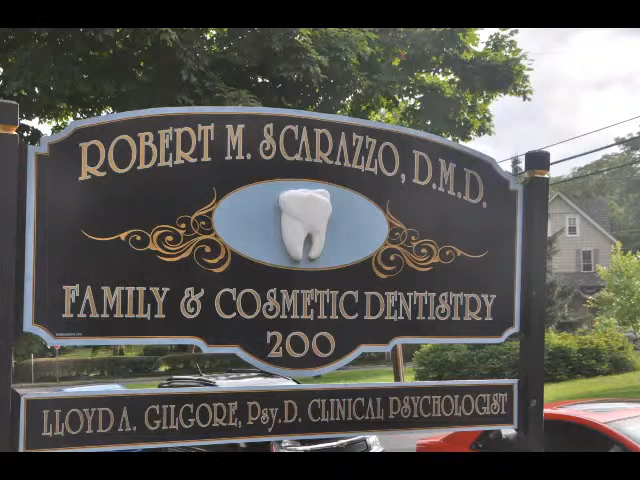 ROBERT M. SCARAZZO, D.M.D.
FAMILY & COSMETIC DENTISTRY
200
LLOYD A. GILGORE, Psy.D. CLINICAL PSYCHOLOGIST